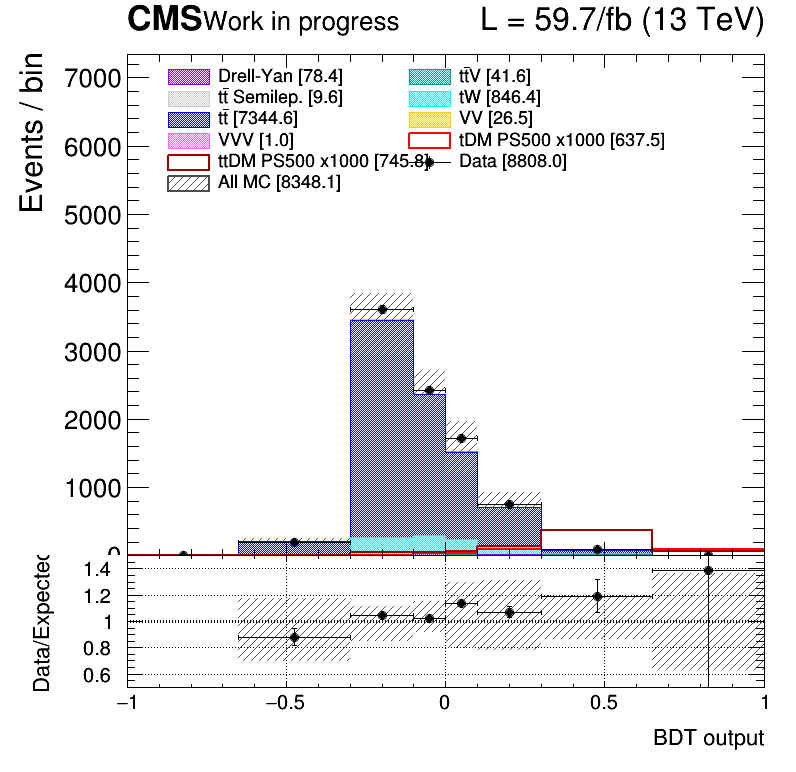 CMS Work in progress L = 59.7/fb (13 TeV)
Events / bin
7000
6000
5000
4000
3000
2000
1000
0
Drell-Yan [78.4] tt̄V [41.6]
tt̄ Semilep. [9.6] tW [846.4]
tt̄ [7344.6] VV [26.5]
VVV [1.0] tDM PS500 x1000 [637.5]
ttDM PS500 x1000 [745.8] Data [8808.0]
All MC [8348.1]
Data/Expected
1.4
1.2
1
0.8
0.6
−1 −0.5 0 0.5 1
BDT output